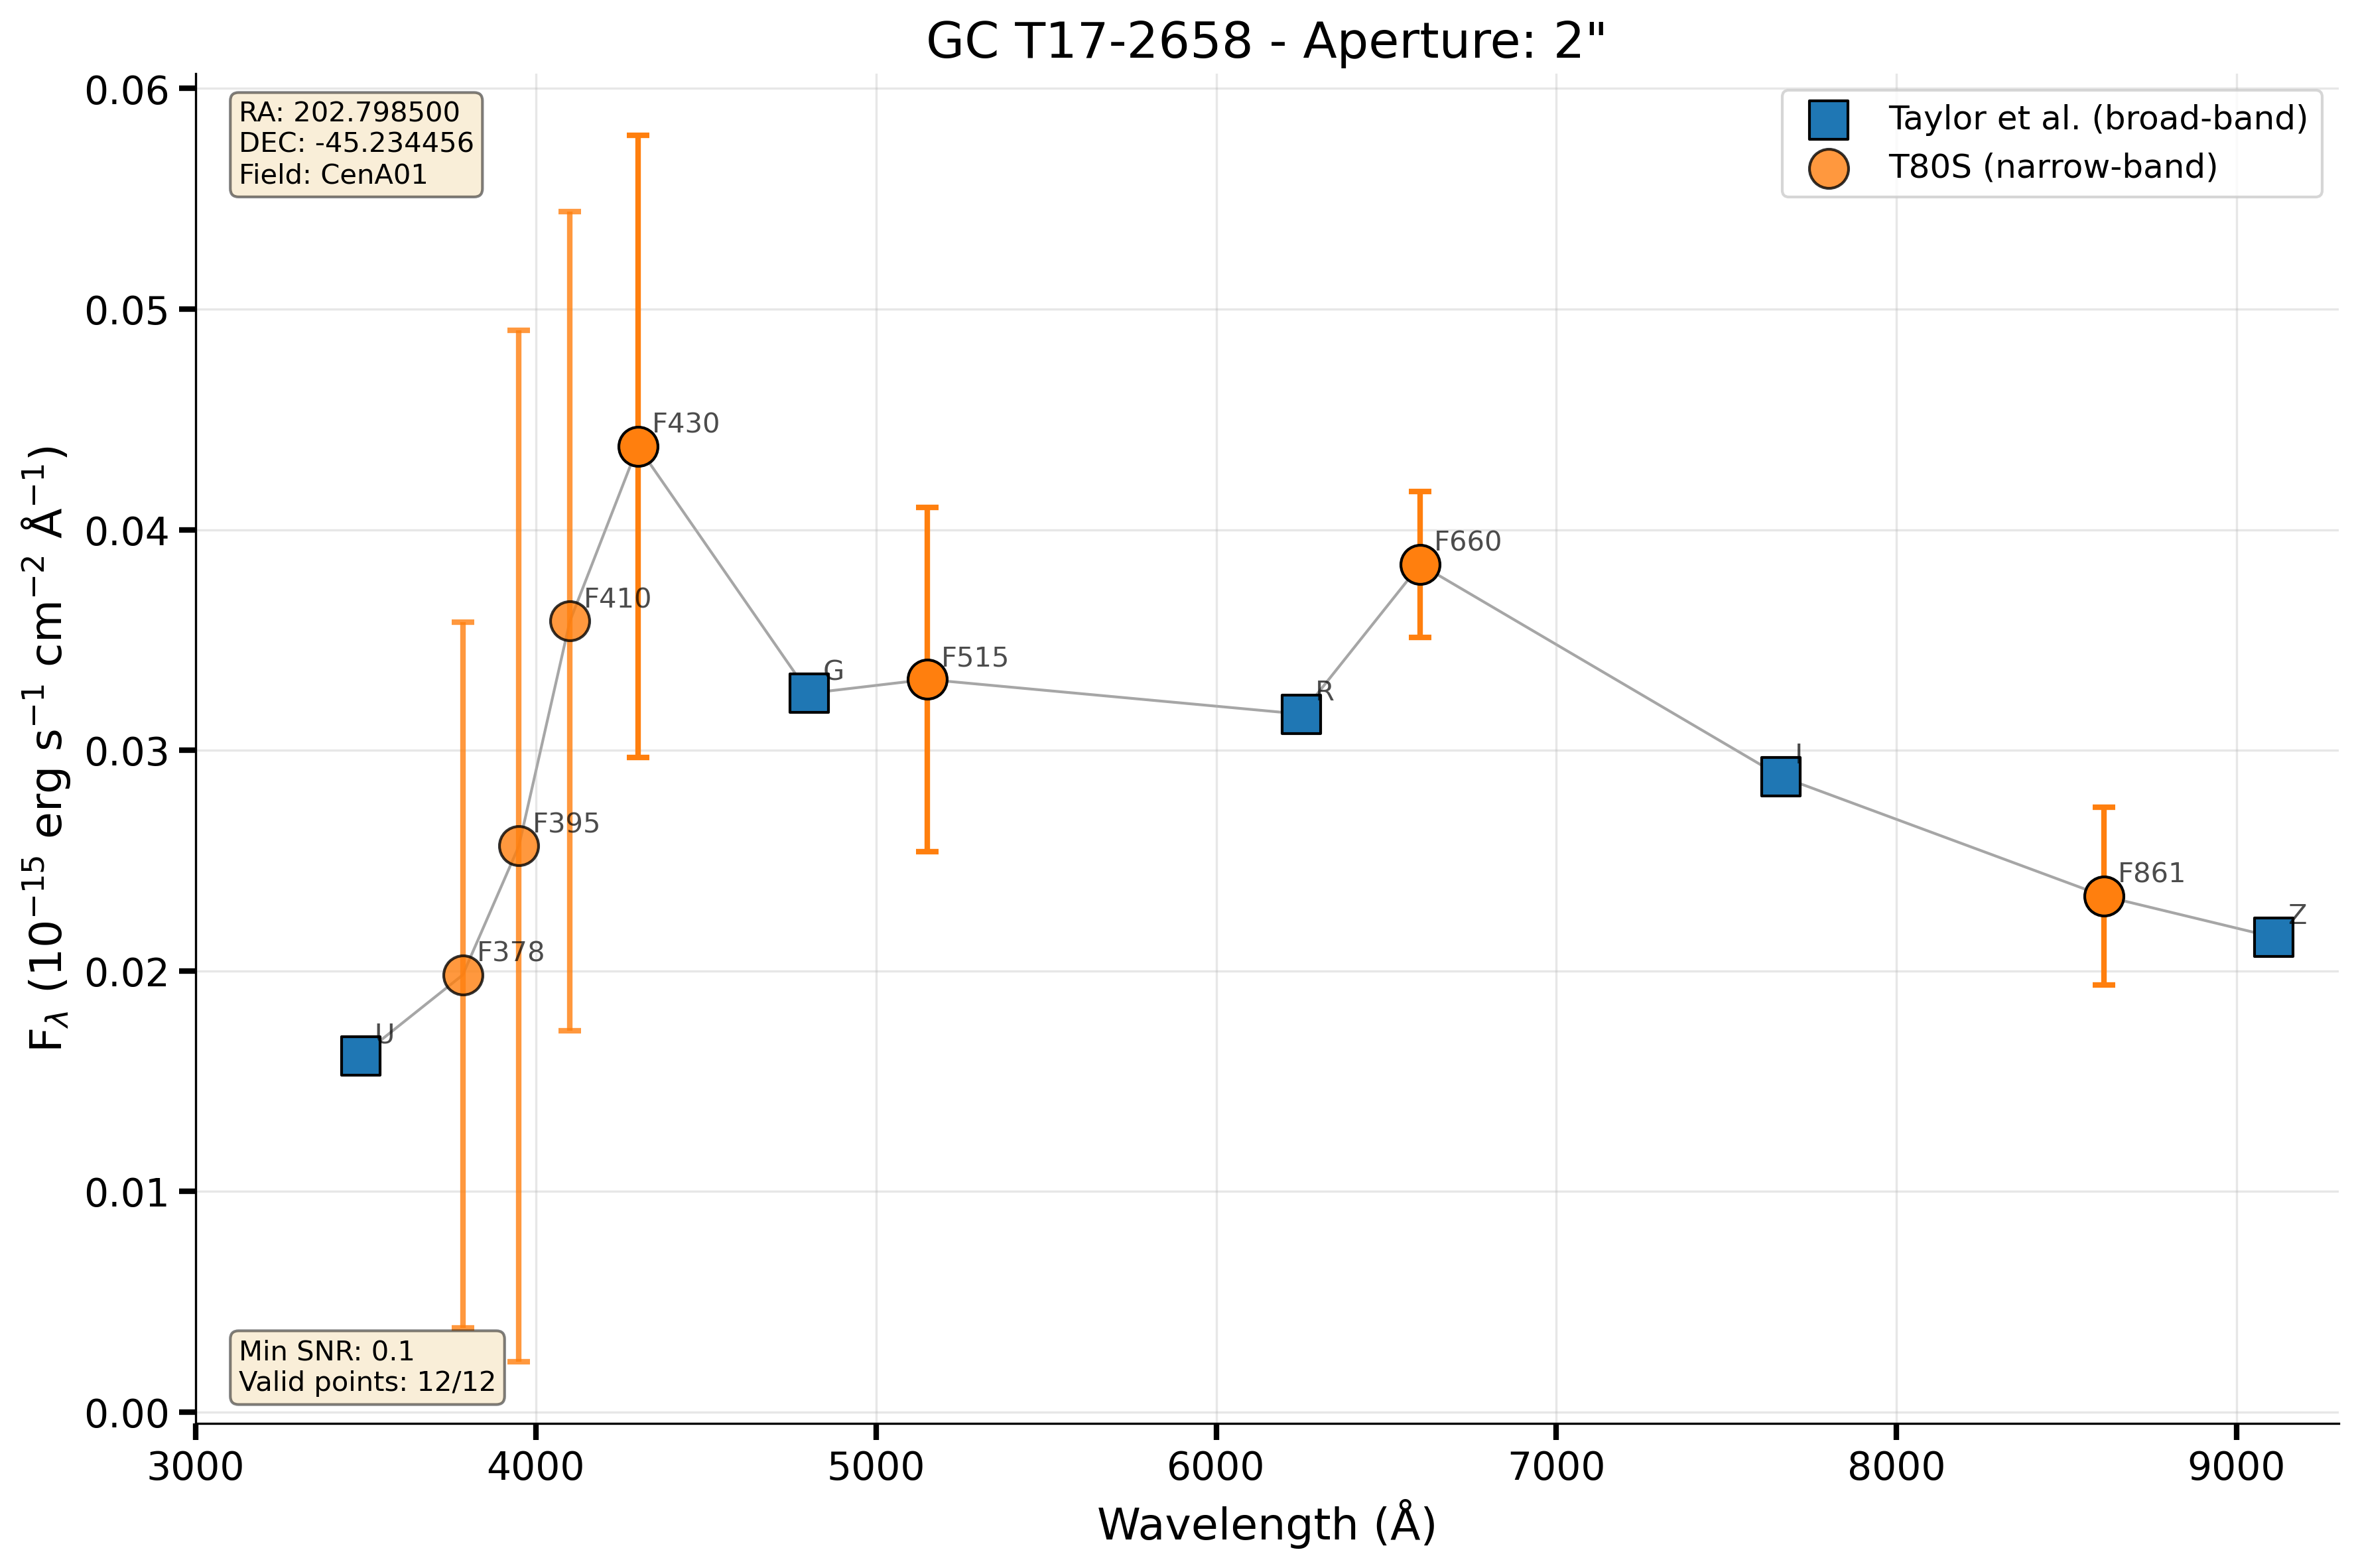 GC T17-2658 - Aperture: 2"
RA: 202.798500
DEC: -45.234456
Field: CenA01
Taylor et al. (broad-band)
T80S (narrow-band)
0.06
0.05
0.04
0.03
0.02
0.01
0.00
F_λ (10⁻¹⁵ erg s⁻¹ cm⁻² Å⁻¹)
U
F378
F395
F410
F430
G
F515
R
F660
I
F861
Z
Min SNR: 0.1
Valid points: 12/12
3000 4000 5000 6000 7000 8000 9000
Wavelength (Å)